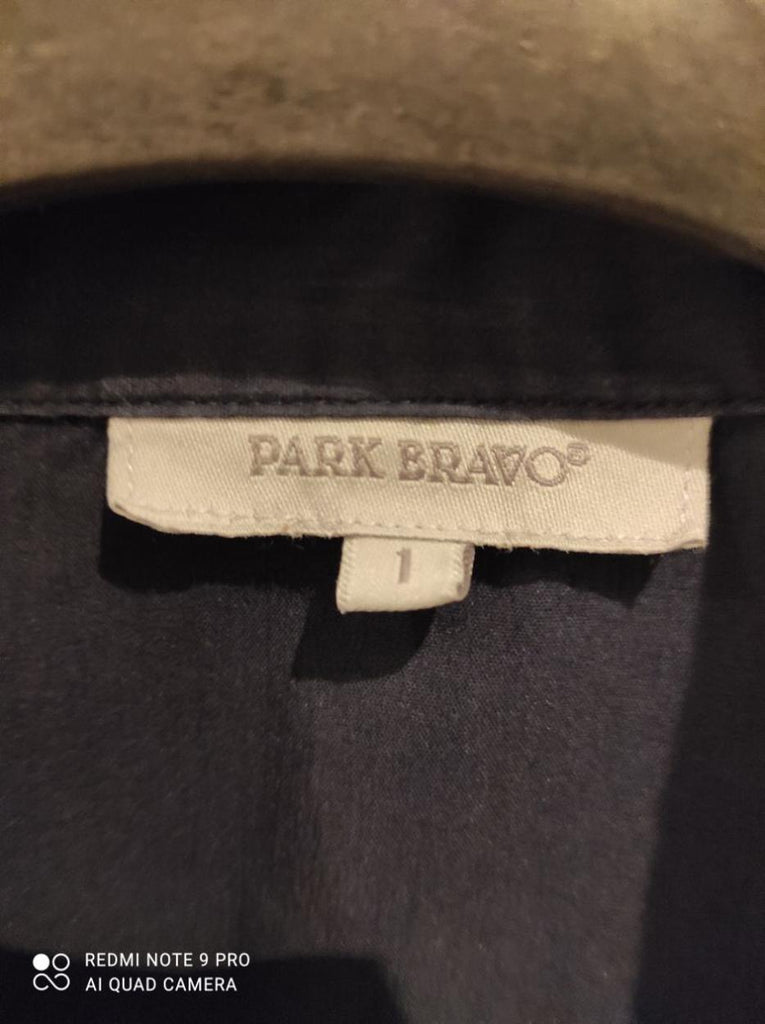 PARK BRAVO®
1
REDMI NOTE 9 PRO
AI QUAD CAMERA